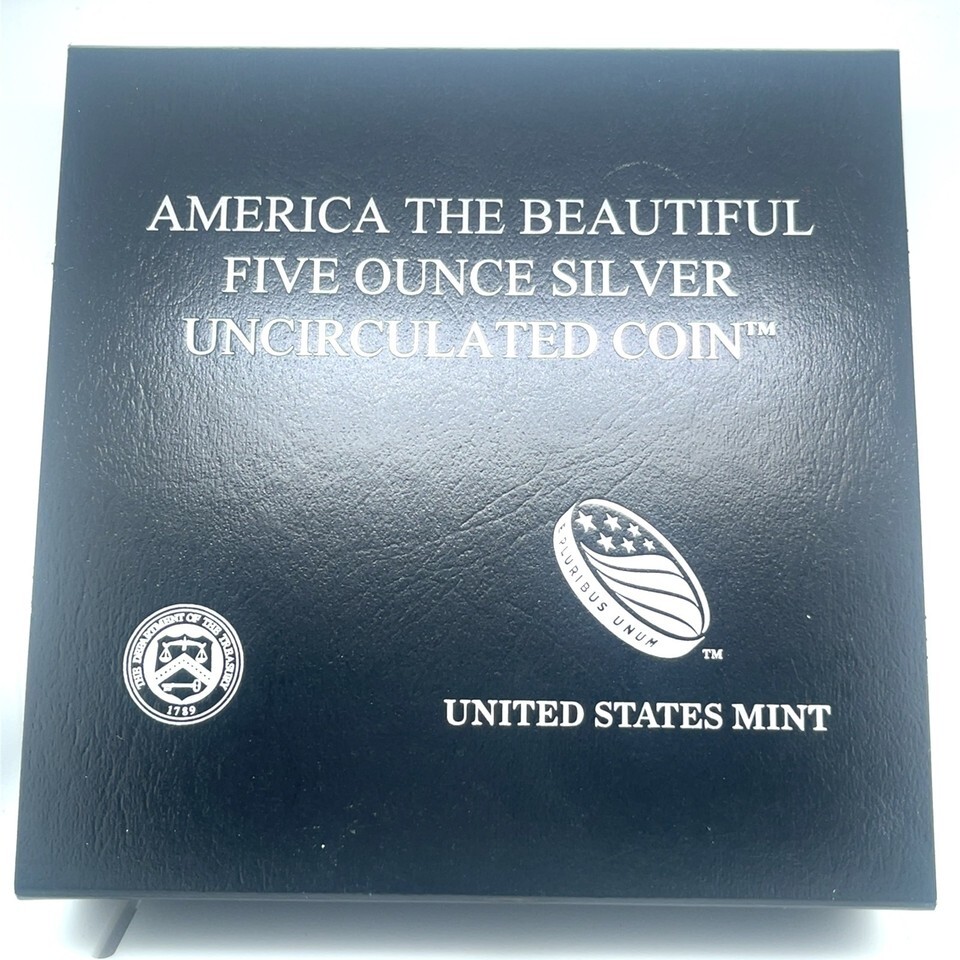 AMERICA THE BEAUTIFUL
FIVE OUNCE SILVER
UNCIRCULATED COIN™
E PLURIBUS UNUM
TM
THE DEPARTMENT OF THE TREASURY
1789
UNITED STATES MINT